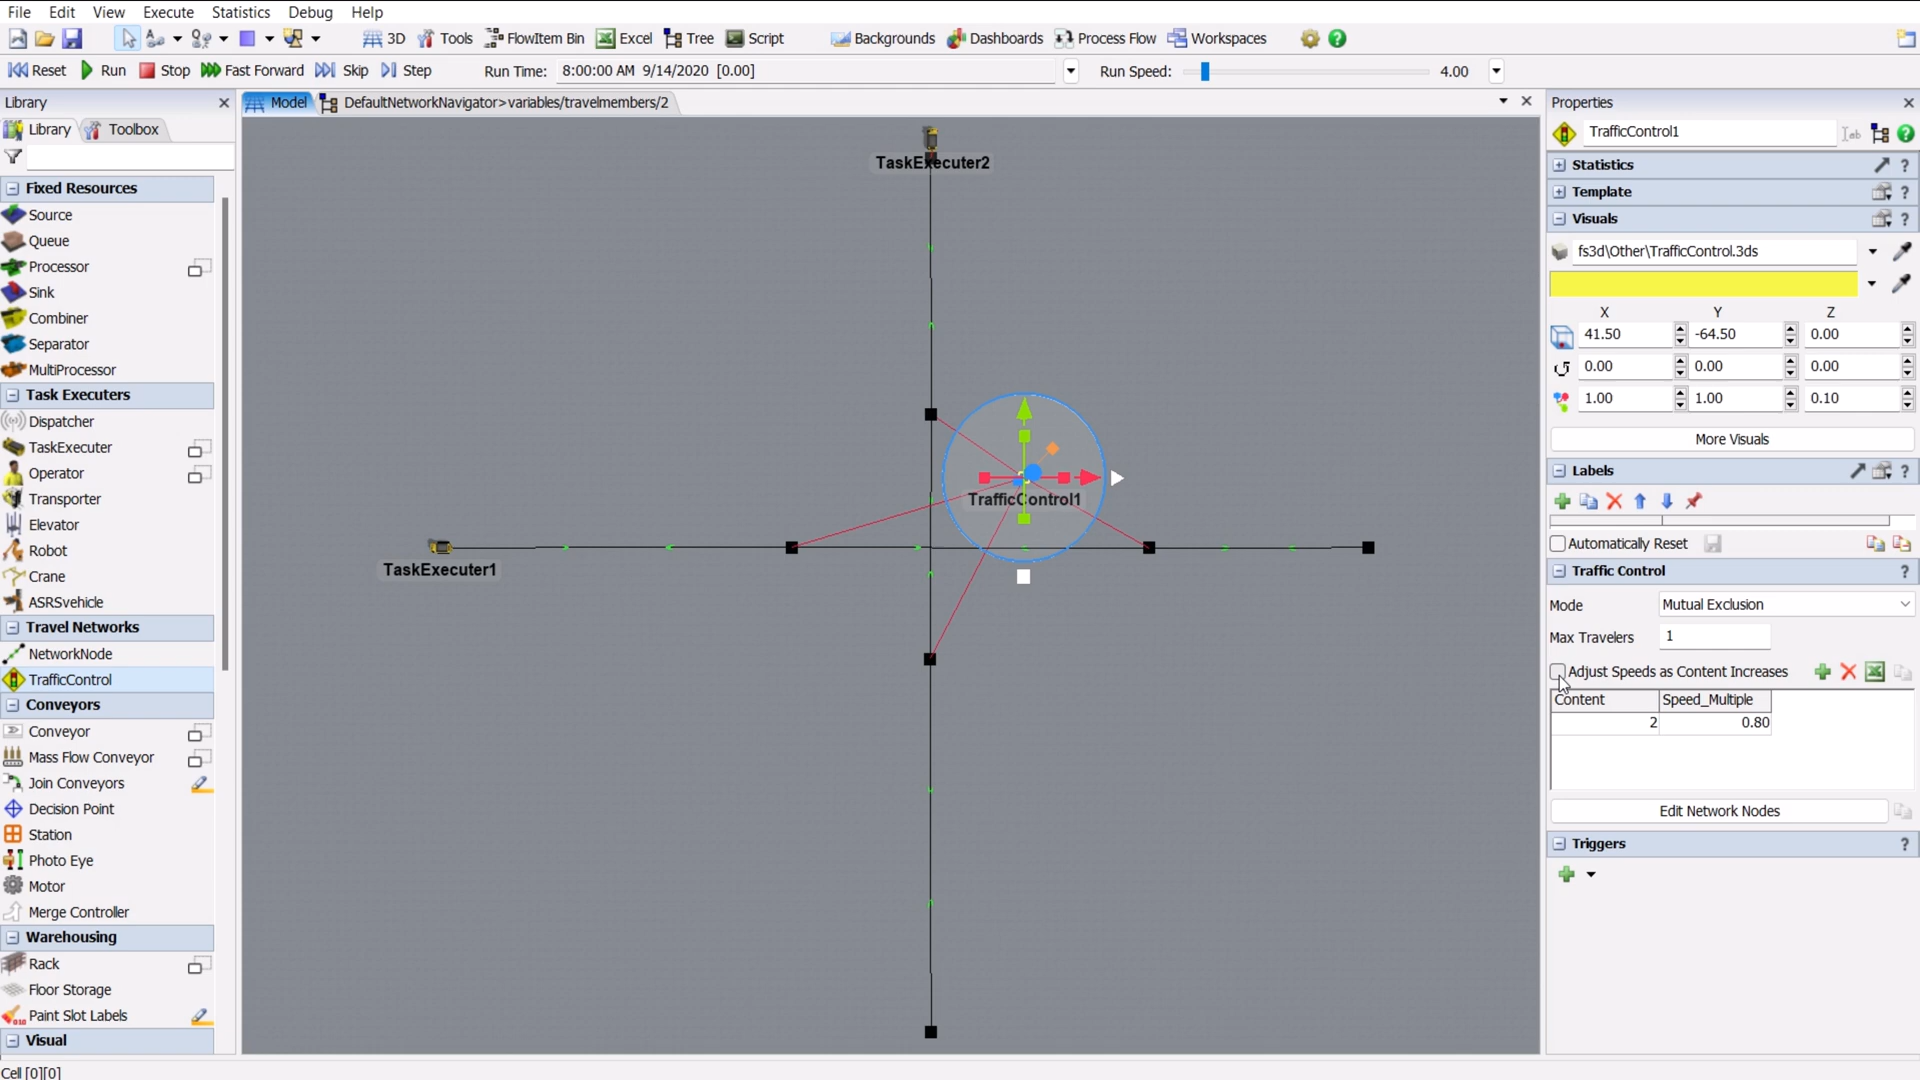 File Edit View Execute Statistics Debug Help
3D Tools FlowItem Bin Excel Tree Script Backgrounds Dashboards Process Flow Workspaces
Reset Run Stop Fast Forward Skip Step Run Time: 8:00:00 AM 9/14/2020 [0.00] Run Speed: 4.00
Library
Library Toolbox
Fixed Resources
Source
Queue
Processor
Sink
Combiner
Separator
MultiProcessor
Task Executers
Dispatcher
TaskExecuter
Operator
Transporter
Elevator
Robot
Crane
ASRSvehicle
Travel Networks
NetworkNode
TrafficControl
Conveyors
Conveyor
Mass Flow Conveyor
Join Conveyors
Decision Point
Station
Photo Eye
Motor
Merge Controller
Warehousing
Rack
Floor Storage
Paint Slot Labels
Visual
Cell [0][0]
Model DefaultNetworkNavigator>variables/travelmembers/2
TaskExecuter2
TrafficControl1
TaskExecuter1
Properties
TrafficControl1
Statistics ?
Template ?
Visuals ?
fs3d\Other\TrafficControl.3ds
X Y Z
41.50 -64.50 0.00
0.00 0.00 0.00
1.00 1.00 0.10
More Visuals
Labels ?
Automatically Reset
Traffic Control ?
Mode Mutual Exclusion
Max Travelers 1
Adjust Speeds as Content Increases
Content Speed_Multiple
2 0.80
Edit Network Nodes
Triggers ?